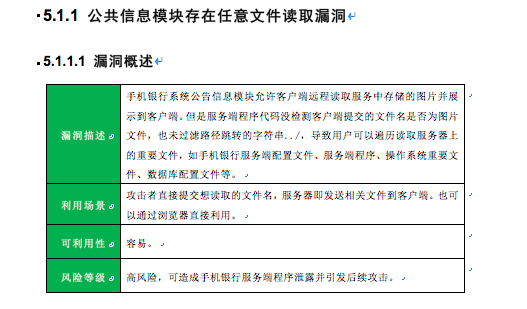 5.1.1 公共信息模块存在任意文件读取漏洞
5.1.1.1 漏洞概述
漏洞描述
手机银行系统公告信息模块允许客户端远程读取服务中存储的图片并展
示到客户端。但是服务端程序代码没检测客户端提交的文件名是否为图片
文件，也未过滤路径跳转的字符串../，导致用户可以遍历读取服务器上
的重要文件，如手机银行服务端配置文件、服务端程序、操作系统重要文
件、数据库配置文件等。
利用场景
攻击者直接提交想读取的文件名，服务器即发送相关文件到客户端。也可
以通过浏览器直接利用。
可利用性
容易。
风险等级
高风险，可造成手机银行服务端程序泄露并引发后续攻击。